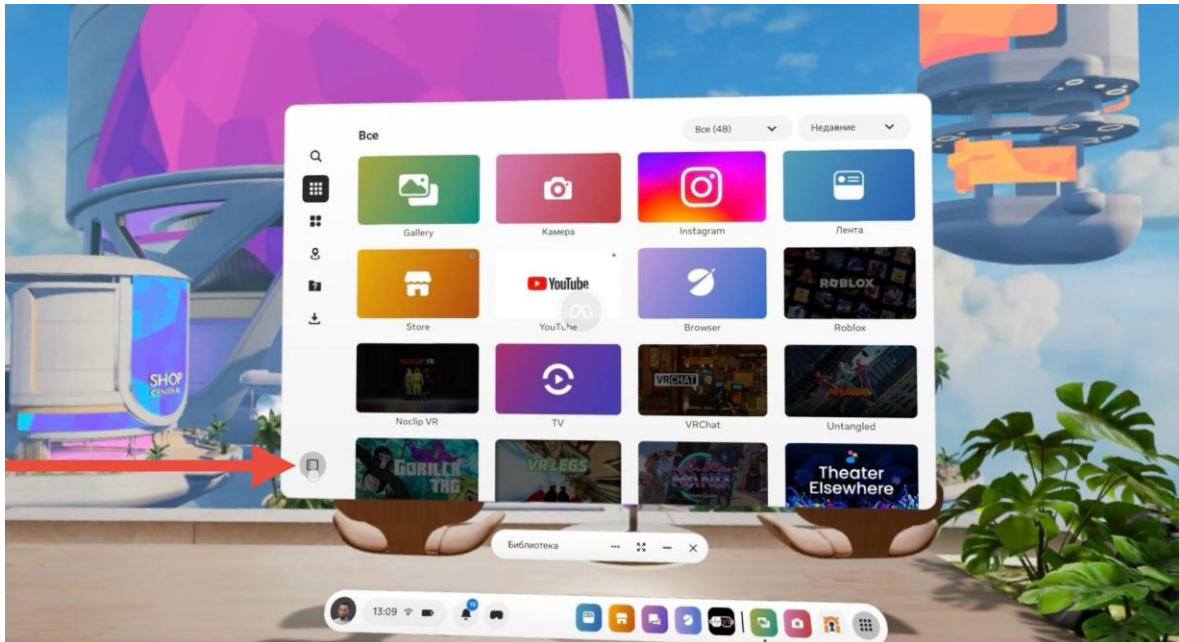 Все
Все (48)
Недавние
Gallery
Камера
Instagram
Лента
YouTube
Store
YouTube
Browser
ROBLOX
Roblox
VRCHAT
Noclip VR
TV
VRChat
Untangled
GORILLA
TAG
VR LEGS
Theater
Elsewhere
SHOP
CENTRAL
Библиотека
13:09